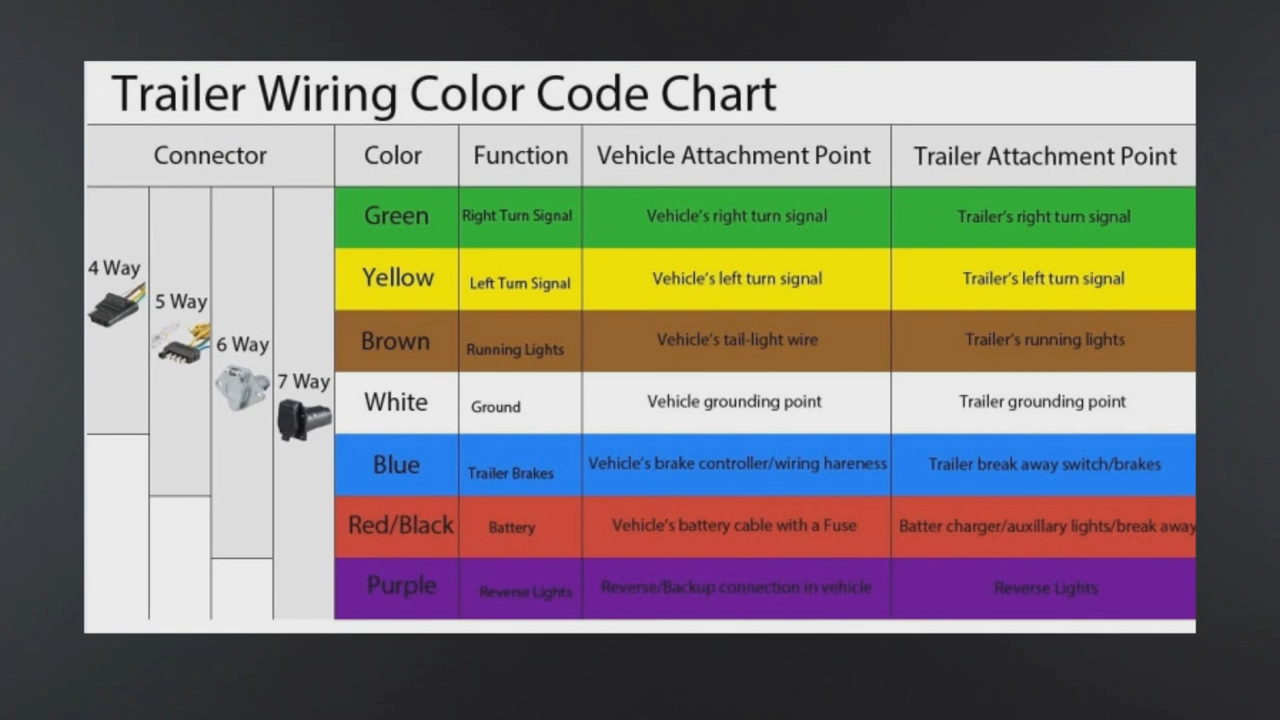 Trailer Wiring Color Code Chart
Connector Color Function Vehicle Attachment Point Trailer Attachment Point
4 Way
5 Way
6 Way
7 Way
Green Right Turn Signal Vehicle's right turn signal Trailer's right turn signal
Yellow Left Turn Signal Vehicle's left turn signal Trailer's left turn signal
Brown Running Lights Vehicle's tail-light wire Trailer's running lights
White Ground Vehicle grounding point Trailer grounding point
Blue Trailer Brakes Vehicle's brake controller/wiring hareness Trailer break away switch/brakes
Red/Black Battery Vehicle's battery cable with a Fuse Batter charger/auxillary lights/break away
Purple Reverse Lights Reverse/Backup connection in vehicle Reverse Lights